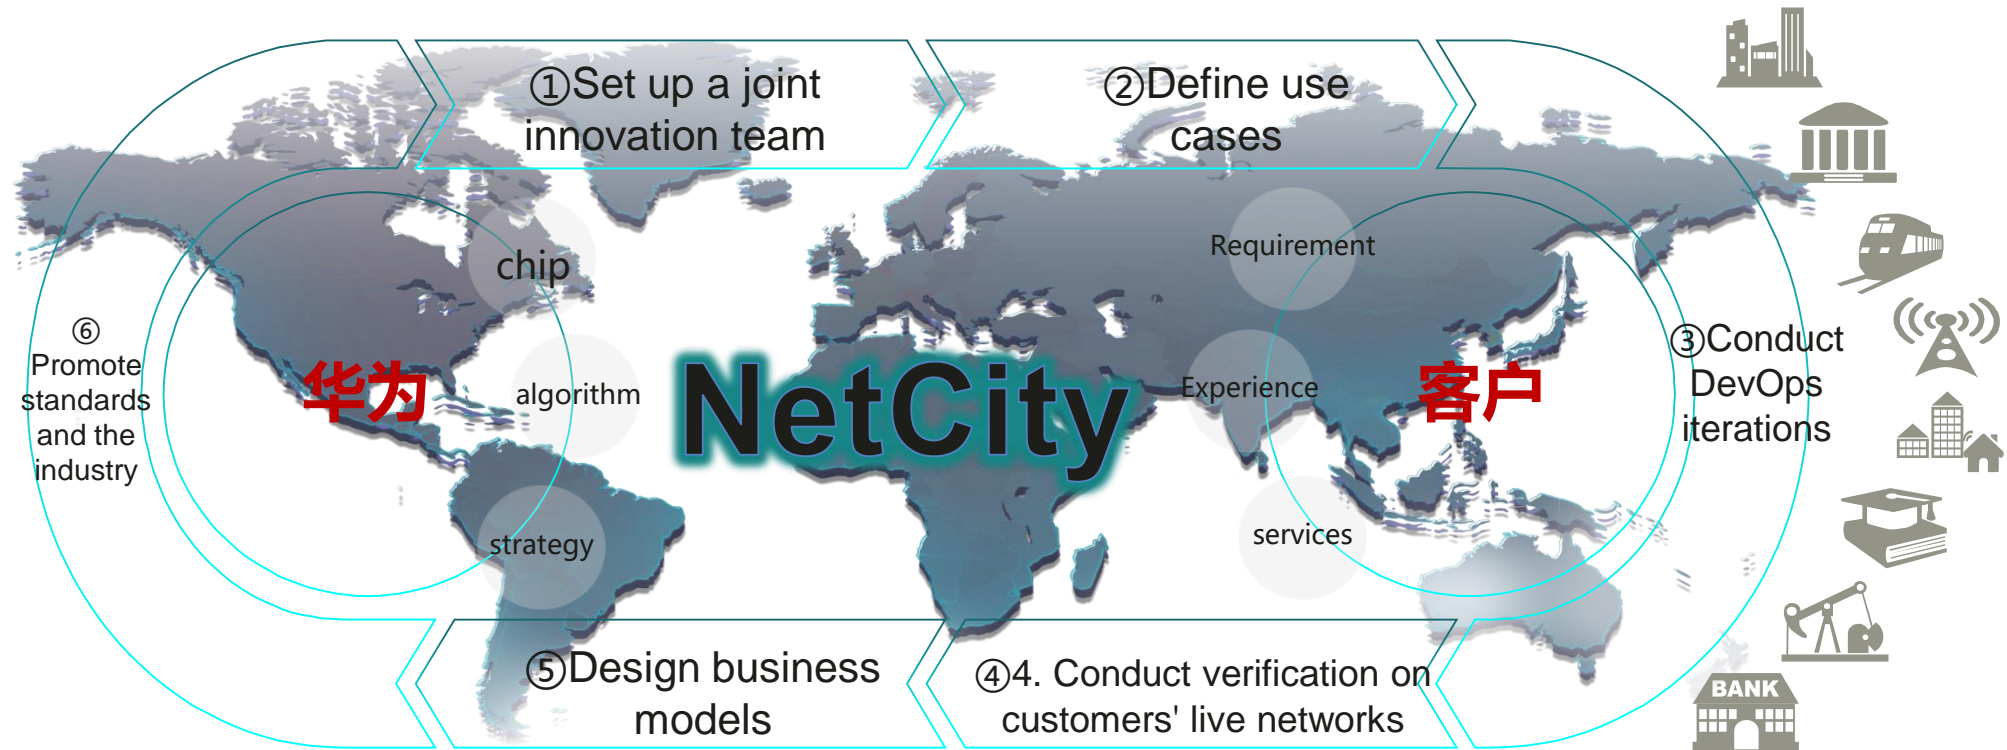 ①Set up a joint
innovation team
②Define use
cases
chip
Requirement
⑥
Promote
standards
and the
industry
华为
algorithm
NetCity
Experience
客户
③Conduct
DevOps
iterations
strategy
services
⑤Design business
models
④4. Conduct verification on
customers' live networks
BANK